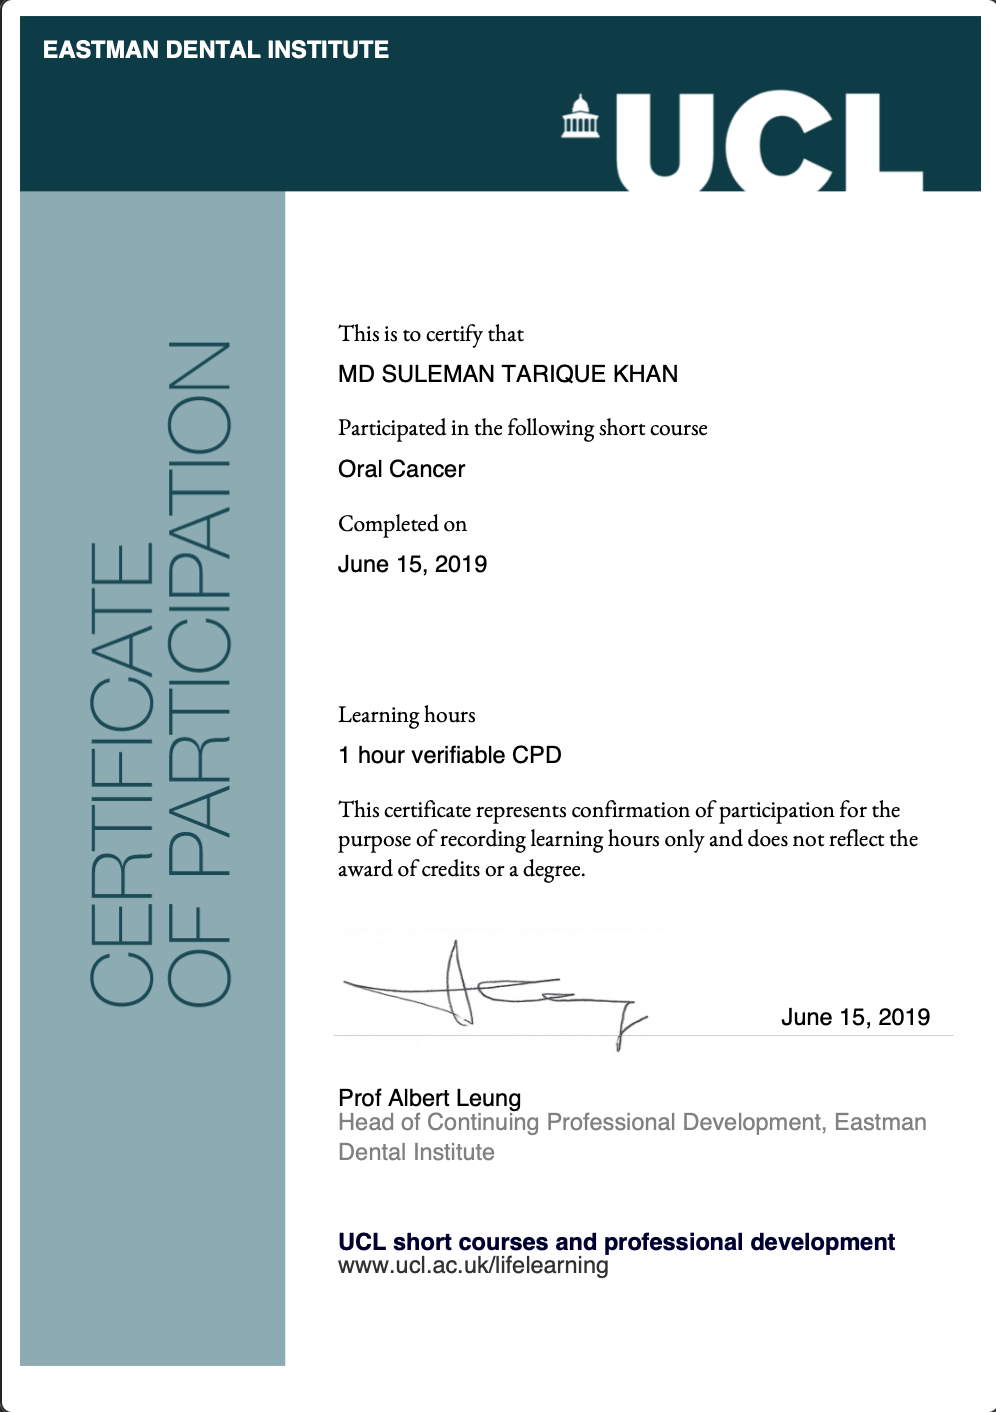 EASTMAN DENTAL INSTITUTE
UCL
CERTIFICATE
OF PARTICIPATION
This is to certify that
MD SULEMAN TARIQUE KHAN
Participated in the following short course
Oral Cancer
Completed on
June 15, 2019
Learning hours
1 hour verifiable CPD
This certificate represents confirmation of participation for the
purpose of recording learning hours only and does not reflect the
award of credits or a degree.
June 15, 2019
Prof Albert Leung
Head of Continuing Professional Development, Eastman
Dental Institute
UCL short courses and professional development
www.ucl.ac.uk/lifelearning